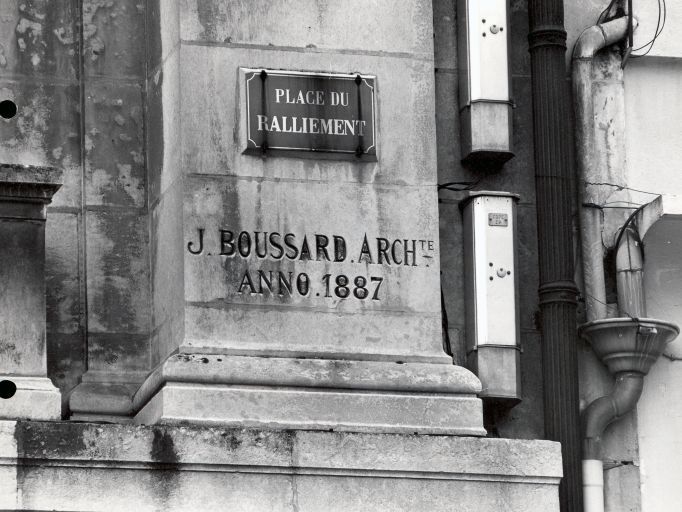 PLACE DU
RALLIEMENT
J. BOUSSARD. ARCHTE
ANNO. 1887